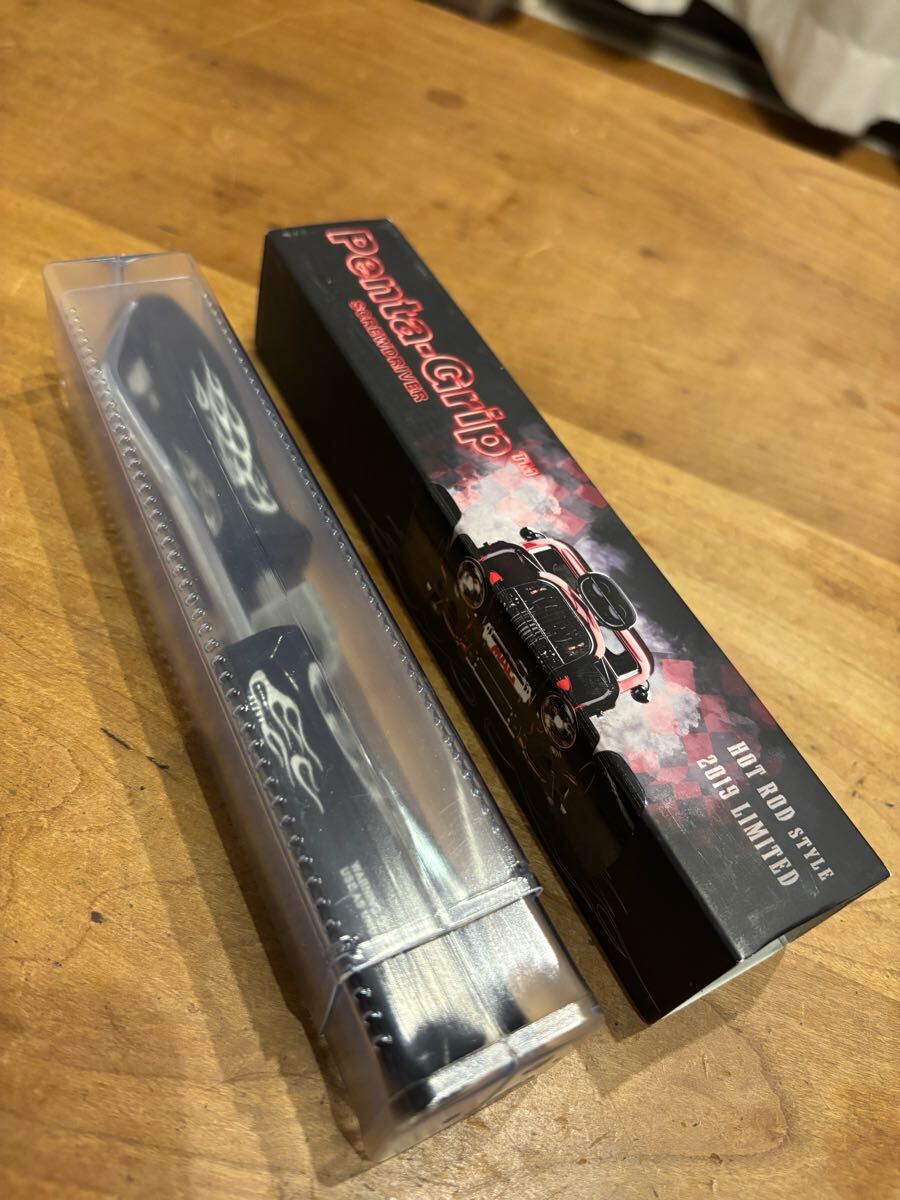 Penta-Grip
SCREWDRIVER
HOT ROD STYLE
2019 LIMITED